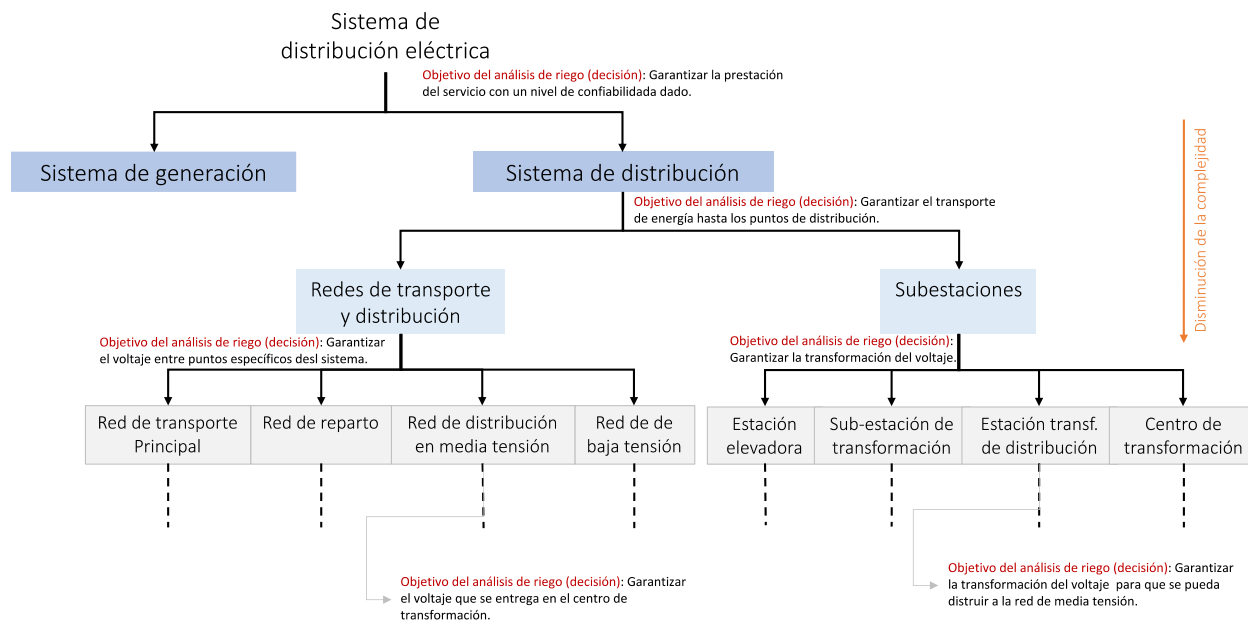 Sistema de
distribución eléctrica
Objetivo del análisis de riego (decisión): Garantizar la prestación
del servicio con un nivel de confiabilidada dado.
Sistema de generación
Sistema de distribución
Objetivo del análisis de riego (decisión): Garantizar el transporte
de energía hasta los puntos de distribución.
Disminución de la complejidad
Redes de transporte
y distribución
Subestaciones
Objetivo del análisis de riego (decisión): Garantizar
el voltaje entre puntos específicos desl sistema.
Objetivo del análisis de riego (decisión):
Garantizar la transformación del voltaje.
Red de transporte
Principal
Red de reparto
Red de distribución
en media tensión
Red de de
baja tensión
Estación
elevadora
Sub-estación de
transformación
Estación transf.
de distribución
Centro de
transformación
Objetivo del análisis de riego (decisión): Garantizar
el voltaje que se entrega en el centro de
transformación.
Objetivo del análisis de riego (decisión): Garantizar
la transformación del voltaje para que se pueda
distruir a la red de media tensión.